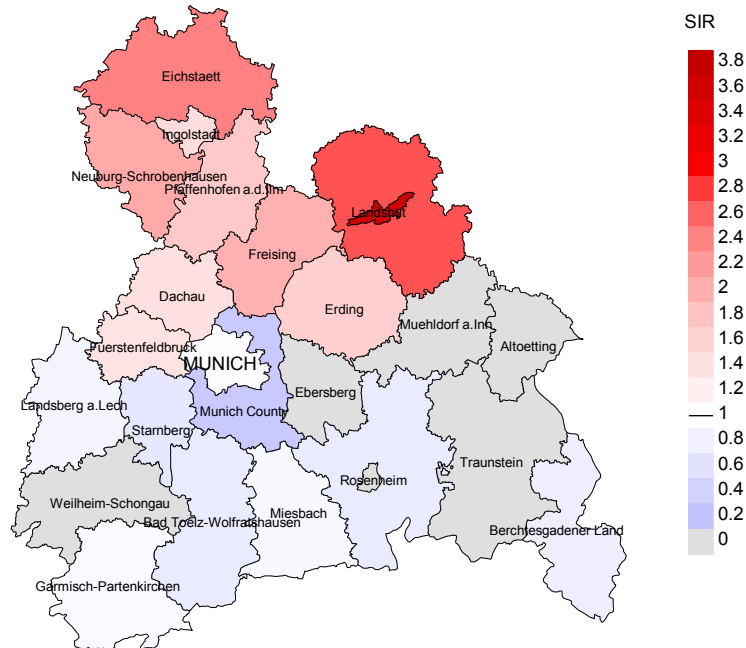 SIR
3.8
3.6
3.4
3.2
3
2.8
2.6
2.4
2.2
2
1.8
1.6
1.4
1.2
1
0.8
0.6
0.4
0.2
0
Eichstaett
Ingolstadt
Neuburg-Schrobenhausen
Pfaffenhofen a.d.Ilm
Landshut
Freising
Dachau
Erding
Muehldorf a.Inn
Altoetting
Fuerstenfeldbruck
MUNICH
Ebersberg
Landsberg a.Lech
Munich County
Starnberg
Traunstein
Rosenheim
Weilheim-Schongau
Miesbach
Bad Toelz-Wolfratshausen
Berchtesgadener Land
Garmisch-Partenkirchen